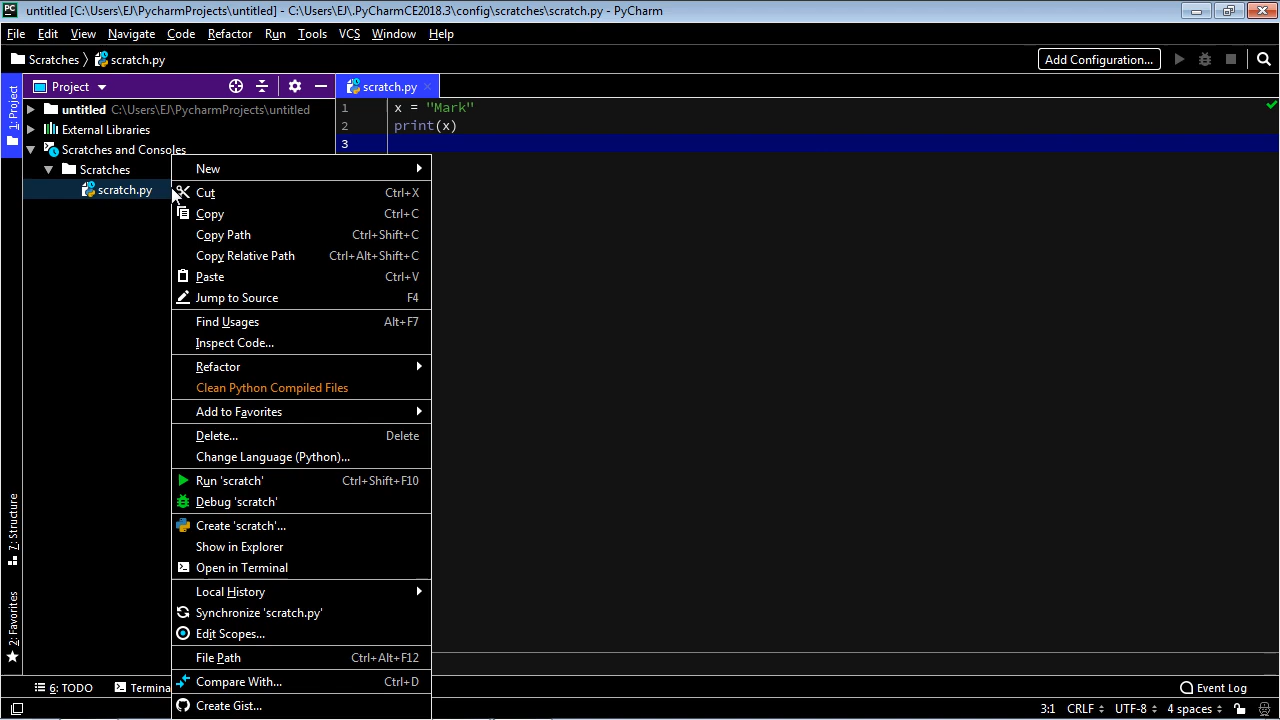 untitled [C:\Users\EJ\PycharmProjects\untitled] - C:\Users\EJ\.PyCharmCE2018.3\config\scratches\scratch.py - PyCharm
File Edit View Navigate Code Refactor Run Tools VCS Window Help
Scratches scratch.py Add Configuration...
1: Project
Project
scratch.py
untitled C:\Users\EJ\PycharmProjects\untitled
External Libraries
Scratches and Consoles
Scratches
scratch.py
1 x = "Mark"
2 print(x)
3
New
Cut Ctrl+X
Copy Ctrl+C
Copy Path Ctrl+Shift+C
Copy Relative Path Ctrl+Alt+Shift+C
Paste Ctrl+V
Jump to Source F4
Find Usages Alt+F7
Inspect Code...
Refactor
Clean Python Compiled Files
Add to Favorites
Delete... Delete
Change Language (Python)...
Run 'scratch' Ctrl+Shift+F10
Debug 'scratch'
Create 'scratch'...
Show in Explorer
Open in Terminal
Local History
Synchronize 'scratch.py'
Edit Scopes...
File Path Ctrl+Alt+F12
Compare With... Ctrl+D
Create Gist...
7: Structure
2: Favorites
6: TODO Termina
Event Log
3:1 CRLF UTF-8 4 spaces